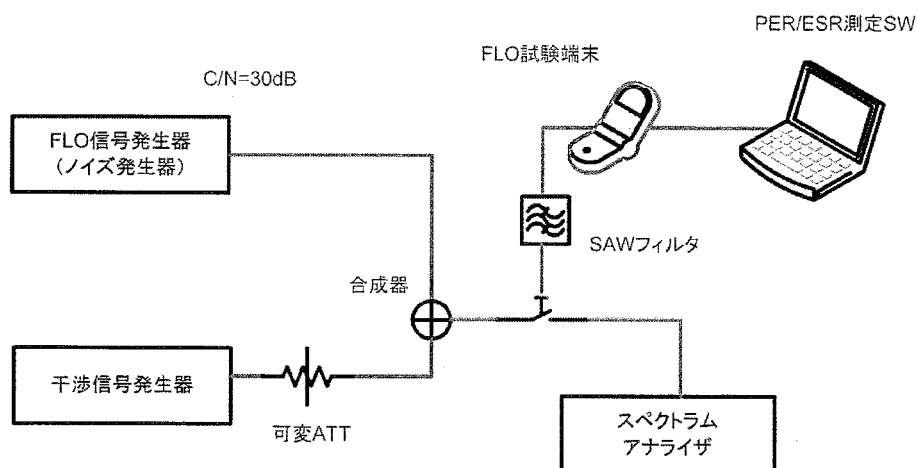 PER/ESR測定SW
FLO試験端末
C/N=30dB
FLO信号発生器
(ノイズ発生器)
SAWフィルタ
合成器
干渉信号発生器
可変ATT
スペクトラム
アナライザ